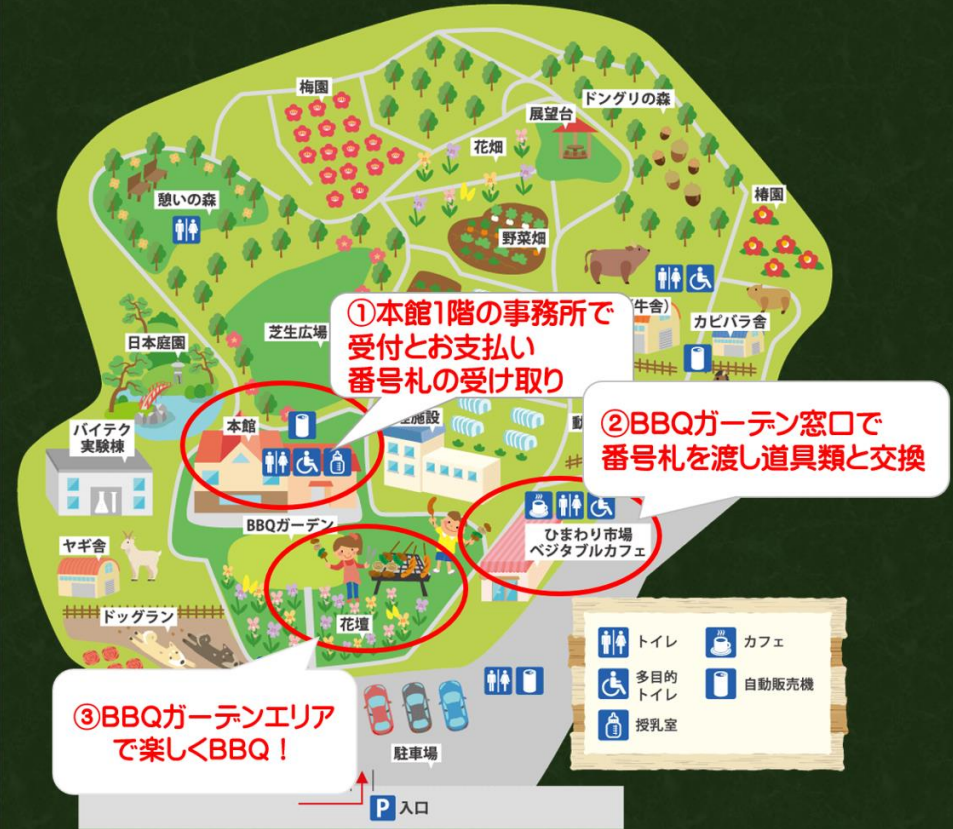 梅園
ドングリの森
展望台
花畑
憩いの森
椿園
野菜畑
①本館1階の事務所で
受付とお支払い
番号札の受け取り
牛舎)
カピバラ舎
芝生広場
日本庭園
②BBQガーデン窓口で
番号札を渡し道具類と交換
本館
施設
バイテク
実験棟
BBQガーデン
ひまわり市場
ベジタブルカフェ
ヤギ舎
ドッグラン
花壇
トイレ
カフェ
多目的
トイレ
自動販売機
授乳室
③BBQガーデンエリア
で楽しくBBQ！
駐車場
P 入口